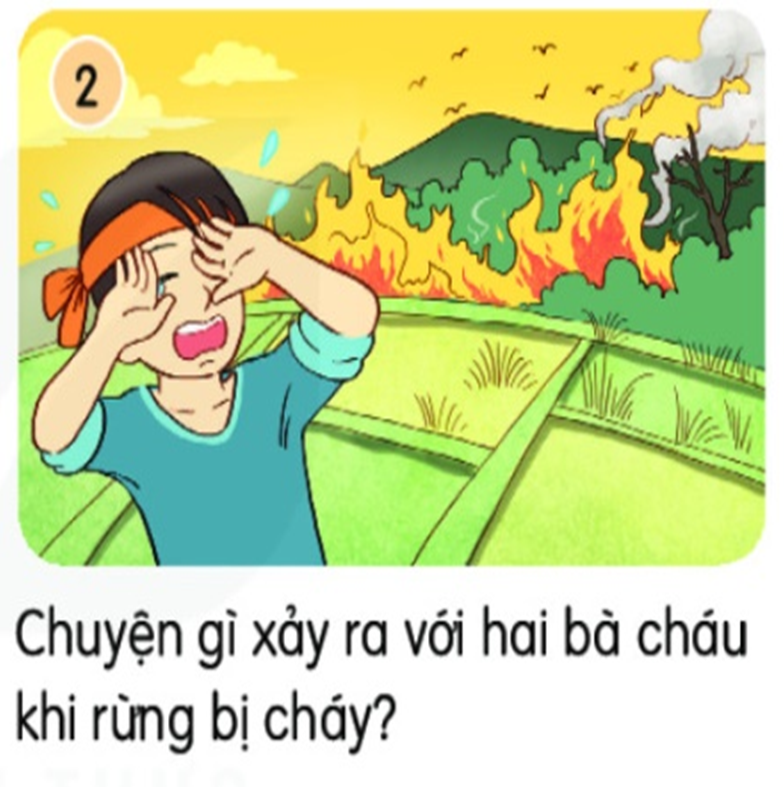 2
Chuyện gì xảy ra với hai bà cháu
khi rừng bị cháy?